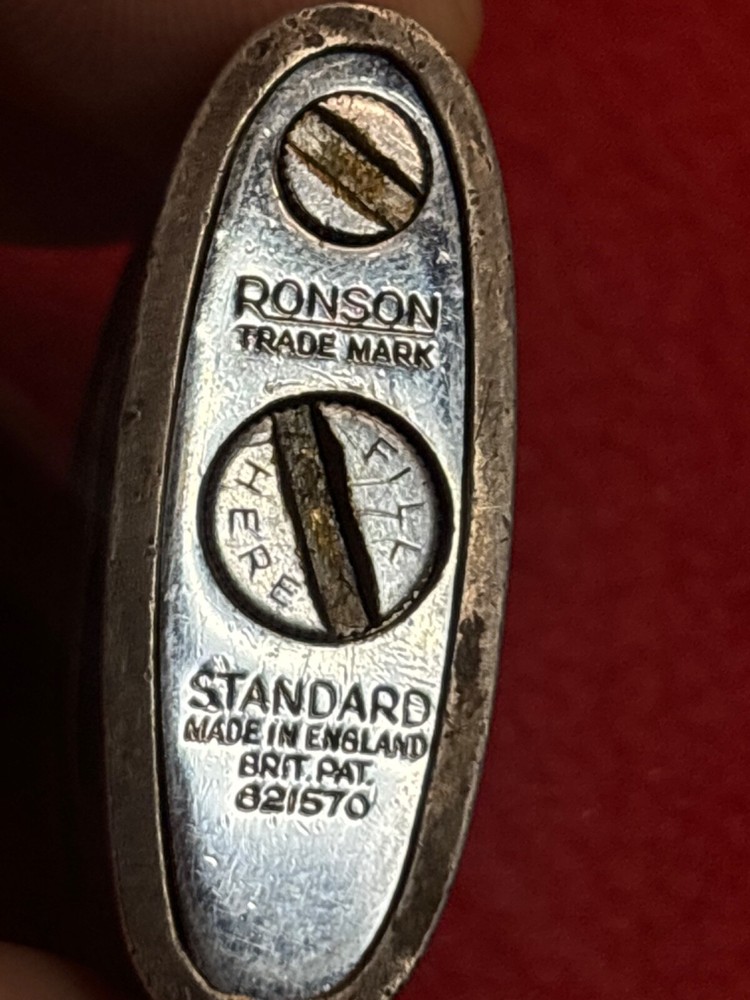 RONSON
TRADE MARK
FILL
HERE
STANDARD
MADE IN ENGLAND
BRIT. PAT.
621570